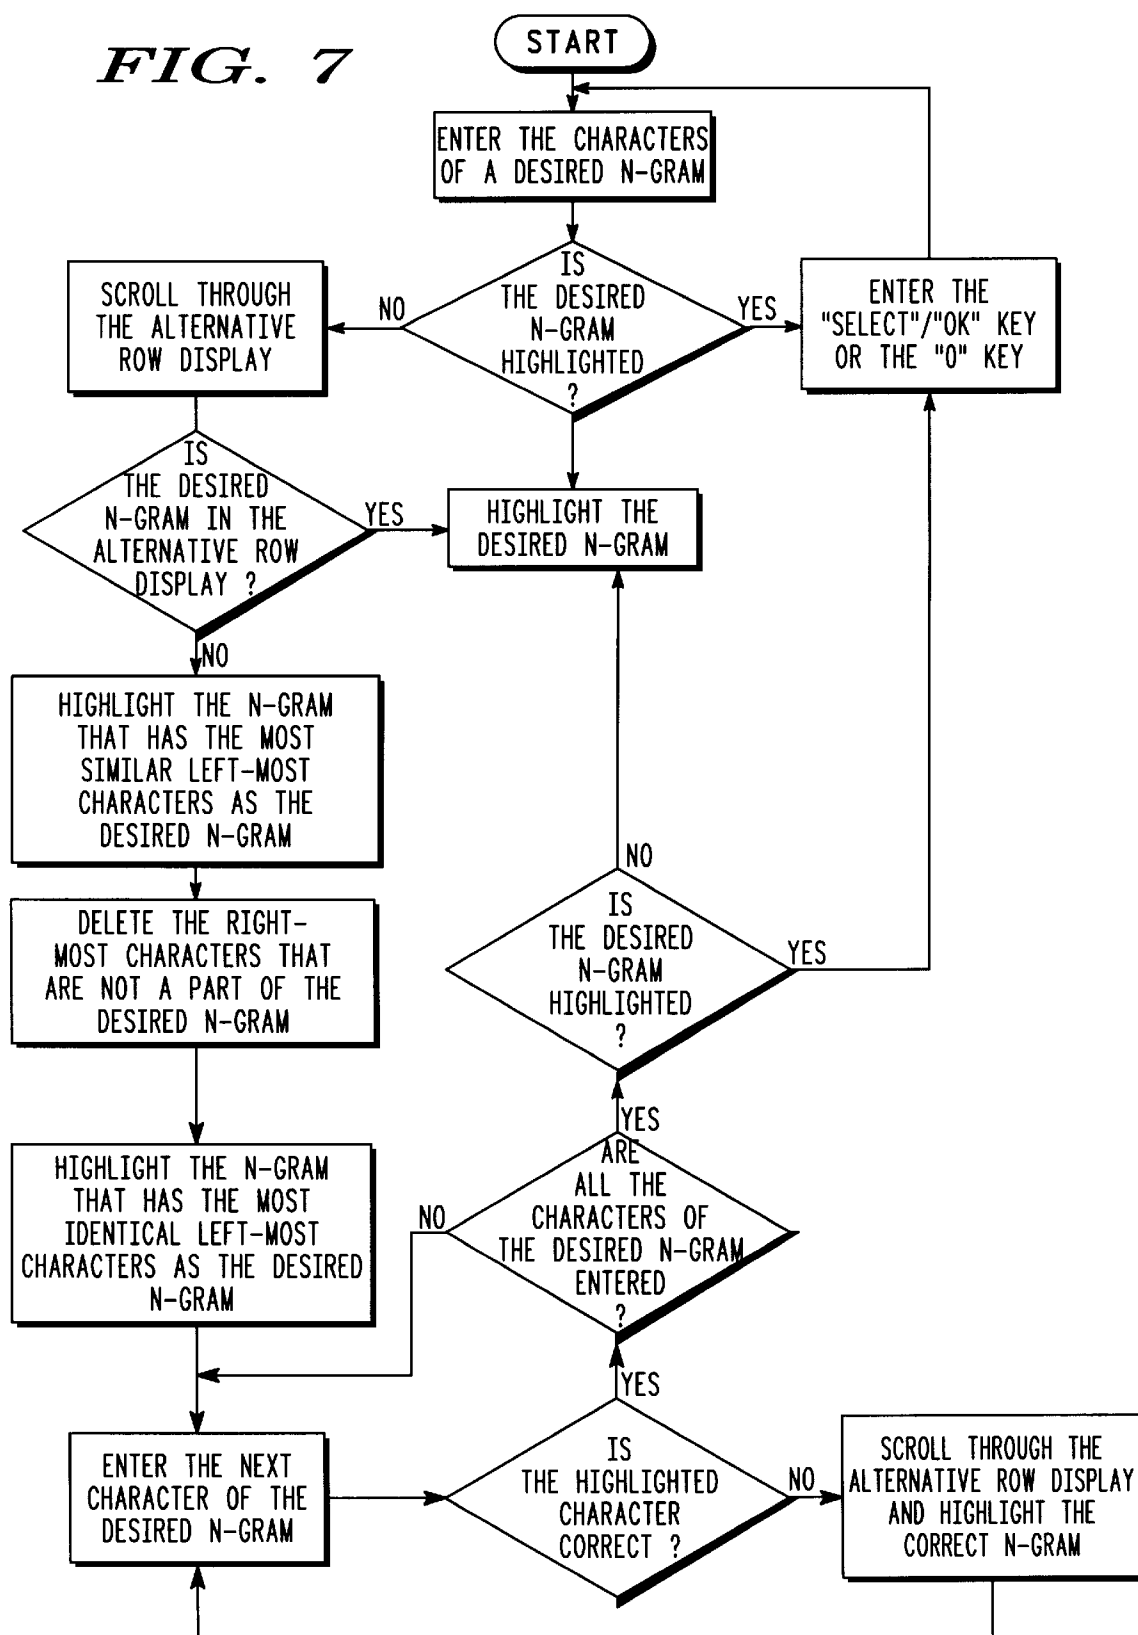 FIG. 7
START
ENTER THE CHARACTERS
OF A DESIRED N-GRAM
IS
THE DESIRED
N-GRAM
HIGHLIGHTED
?
NO
YES
SCROLL THROUGH
THE ALTERNATIVE
ROW DISPLAY
ENTER THE
"SELECT"/"OK" KEY
OR THE "0" KEY
IS
THE DESIRED
N-GRAM IN THE
ALTERNATIVE ROW
DISPLAY ?
YES
NO
HIGHLIGHT THE
DESIRED N-GRAM
HIGHLIGHT THE N-GRAM
THAT HAS THE MOST
SIMILAR LEFT-MOST
CHARACTERS AS THE
DESIRED N-GRAM
DELETE THE RIGHT-
MOST CHARACTERS THAT
ARE NOT A PART OF THE
DESIRED N-GRAM
NO
IS
THE DESIRED
N-GRAM
HIGHLIGHTED
?
YES
HIGHLIGHT THE N-GRAM
THAT HAS THE MOST
IDENTICAL LEFT-MOST
CHARACTERS AS THE DESIRED
N-GRAM
YES
NO
ARE
ALL THE
CHARACTERS OF
THE DESIRED N-GRAM
ENTERED
?
ENTER THE NEXT
CHARACTER OF THE
DESIRED N-GRAM
YES
IS
THE HIGHLIGHTED
CHARACTER
CORRECT ?
NO
SCROLL THROUGH THE
ALTERNATIVE ROW DISPLAY
AND HIGHLIGHT THE
CORRECT N-GRAM